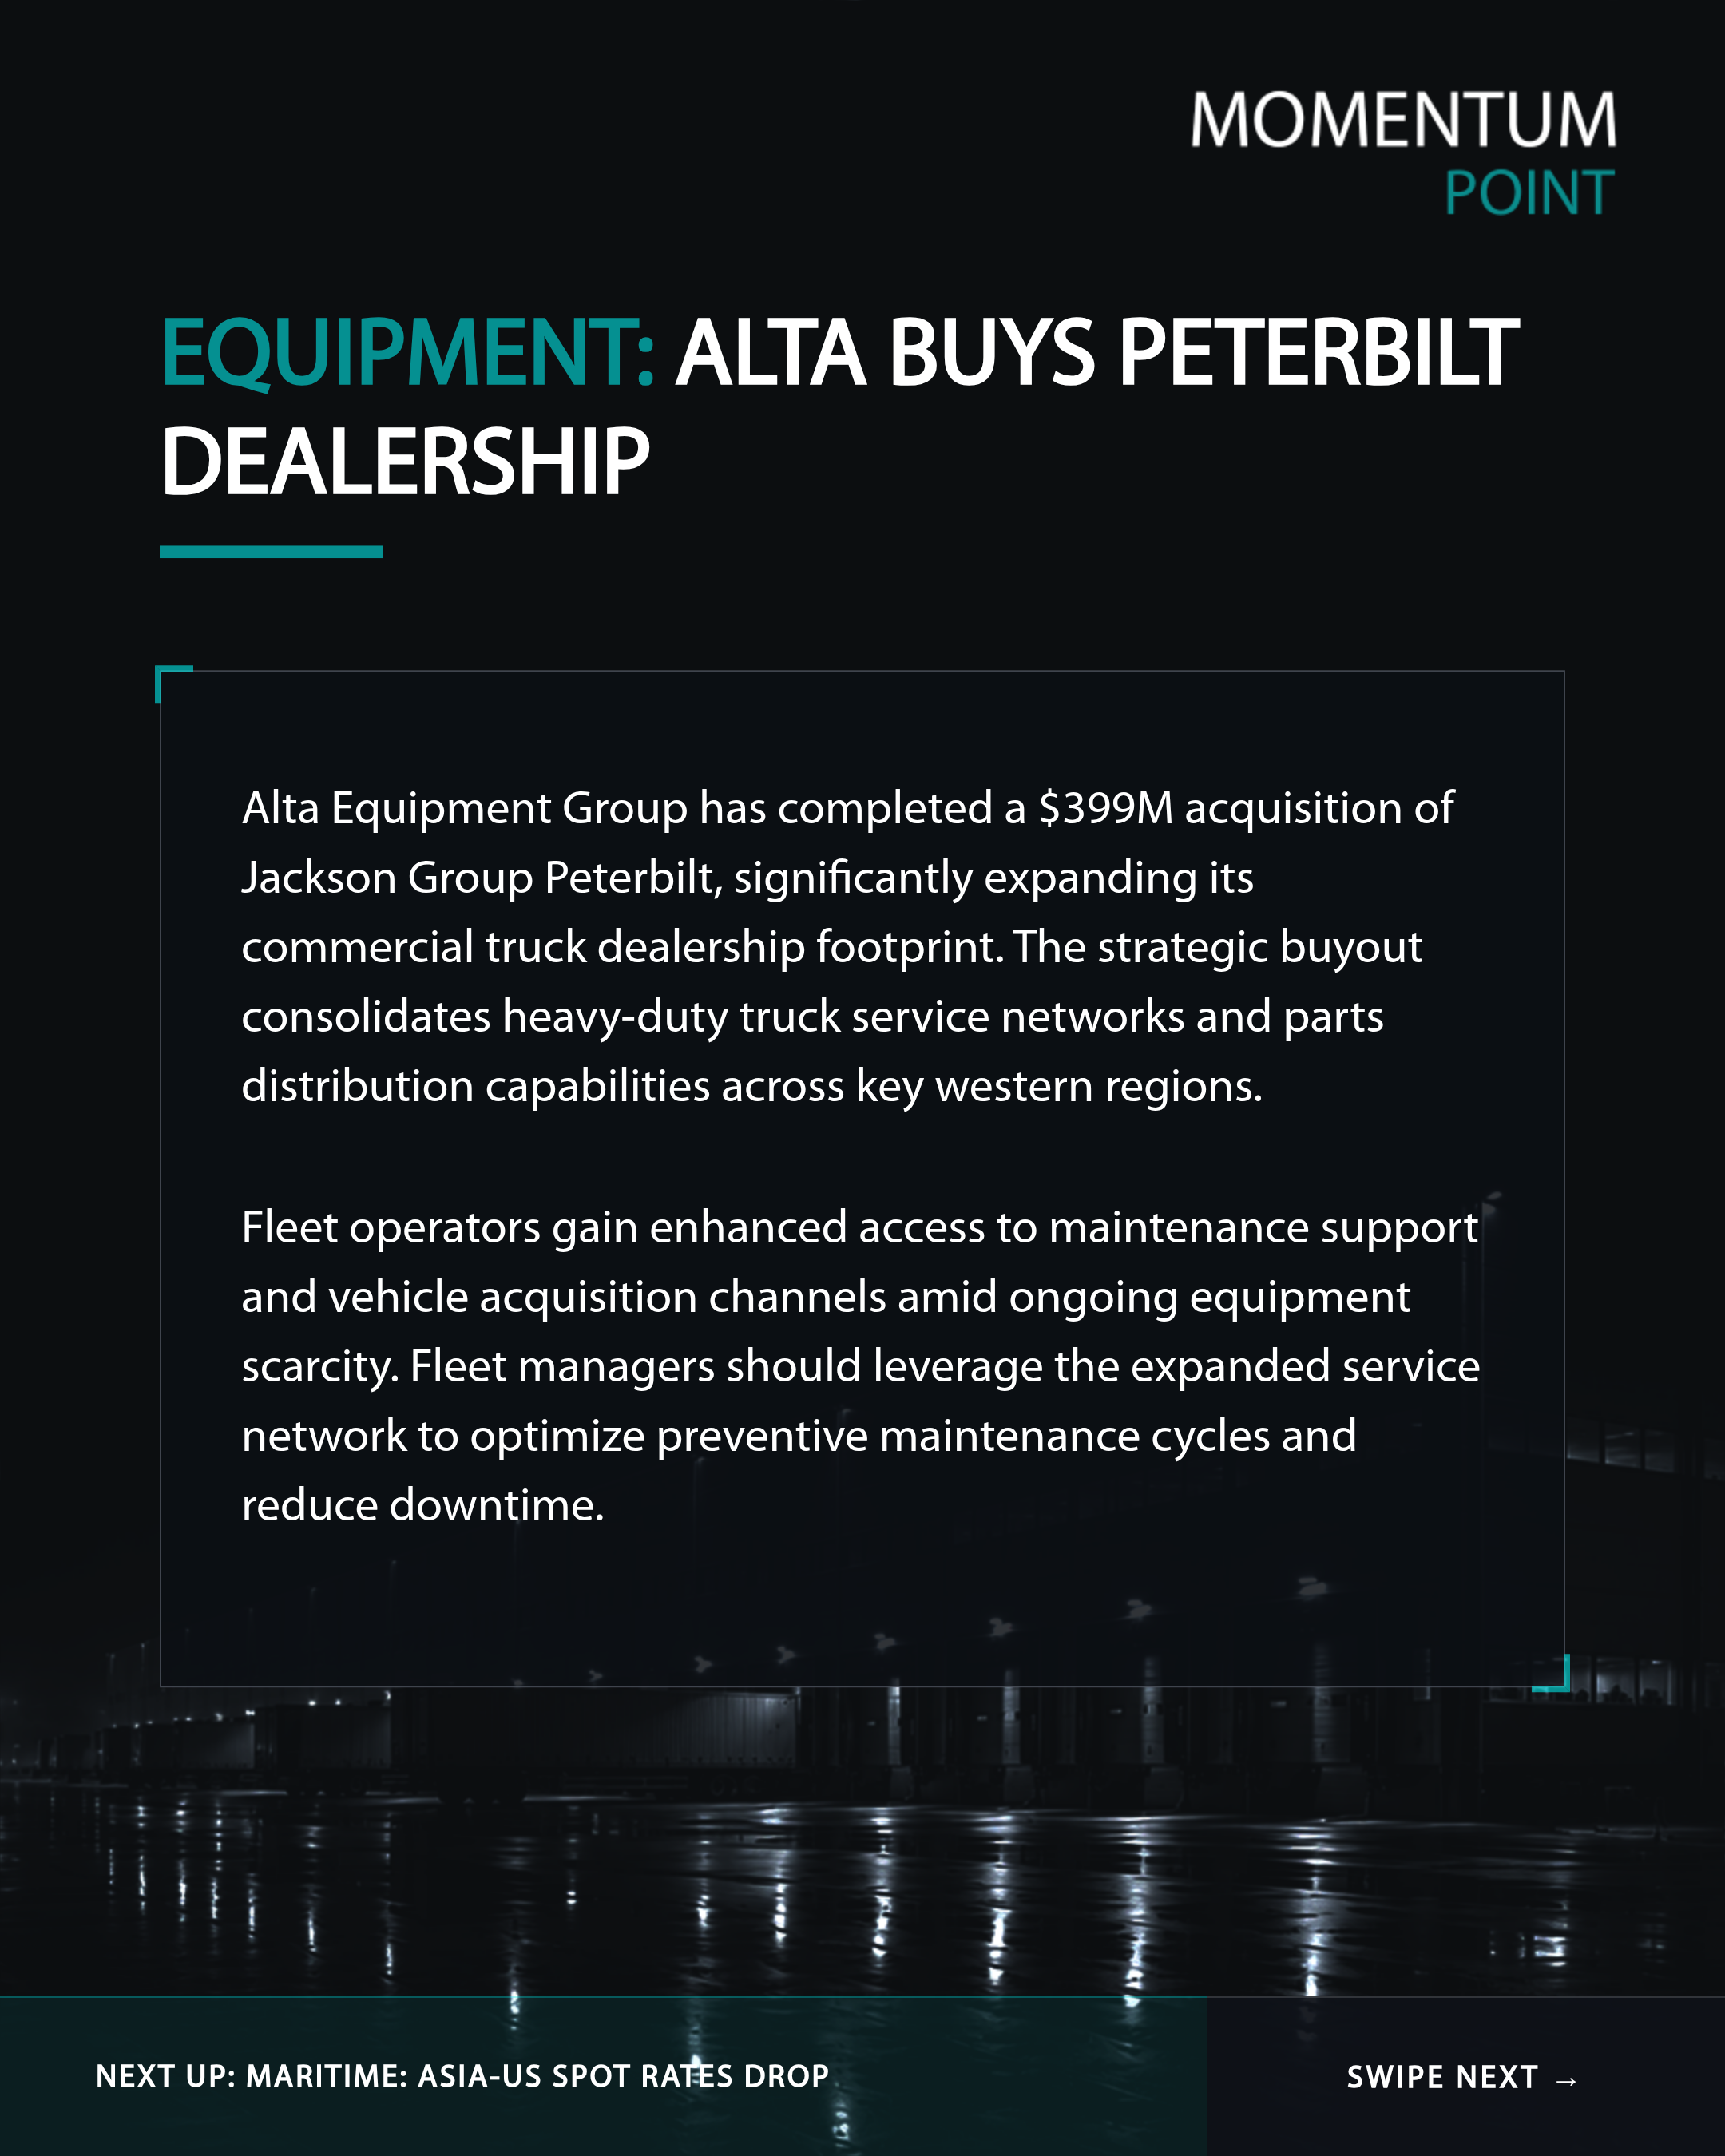 MOMENTUM
POINT
EQUIPMENT: ALTA BUYS PETERBILT
DEALERSHIP
Alta Equipment Group has completed a $399M acquisition of
Jackson Group Peterbilt, significantly expanding its
commercial truck dealership footprint. The strategic buyout
consolidates heavy-duty truck service networks and parts
distribution capabilities across key western regions.
Fleet operators gain enhanced access to maintenance support
and vehicle acquisition channels amid ongoing equipment
scarcity. Fleet managers should leverage the expanded service
network to optimize preventive maintenance cycles and
reduce downtime.
NEXT UP: MARITIME: ASIA-US SPOT RATES DROP
SWIPE NEXT →